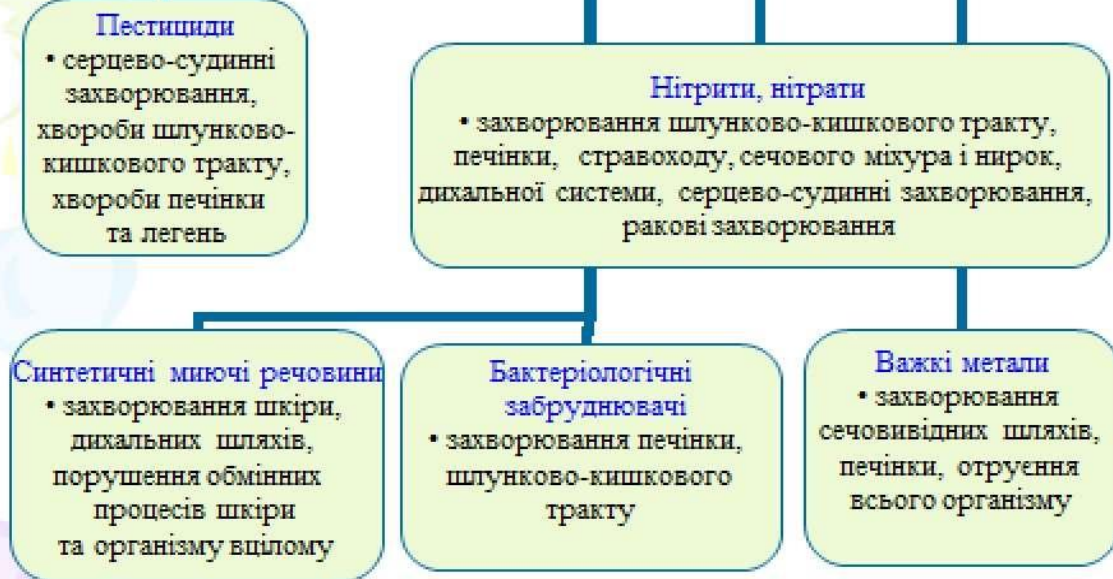 Пестициди
• серцево-судинні
захворювання,
хвороби шлунково-
кишкового тракту,
хвороби печінки
та легень
Нітрити, нітрати
• захворювання шлунково-кишкового тракту,
печінки, стравоходу, сечового міхура і нирок,
дихальної системи, серцево-судинні захворювання,
ракові захворювання
Синтетичні миючі речовини
• захворювання шкіри,
дихальних шляхів,
порушення обмінних
процесів шкіри
та організму вцілому
Бактеріологічні
забруднювачі
• захворювання печінки,
шлунково-кишкового
тракту
Важкі метали
• захворювання
сечовивідних шляхів,
печінки, отруєння
всього організму